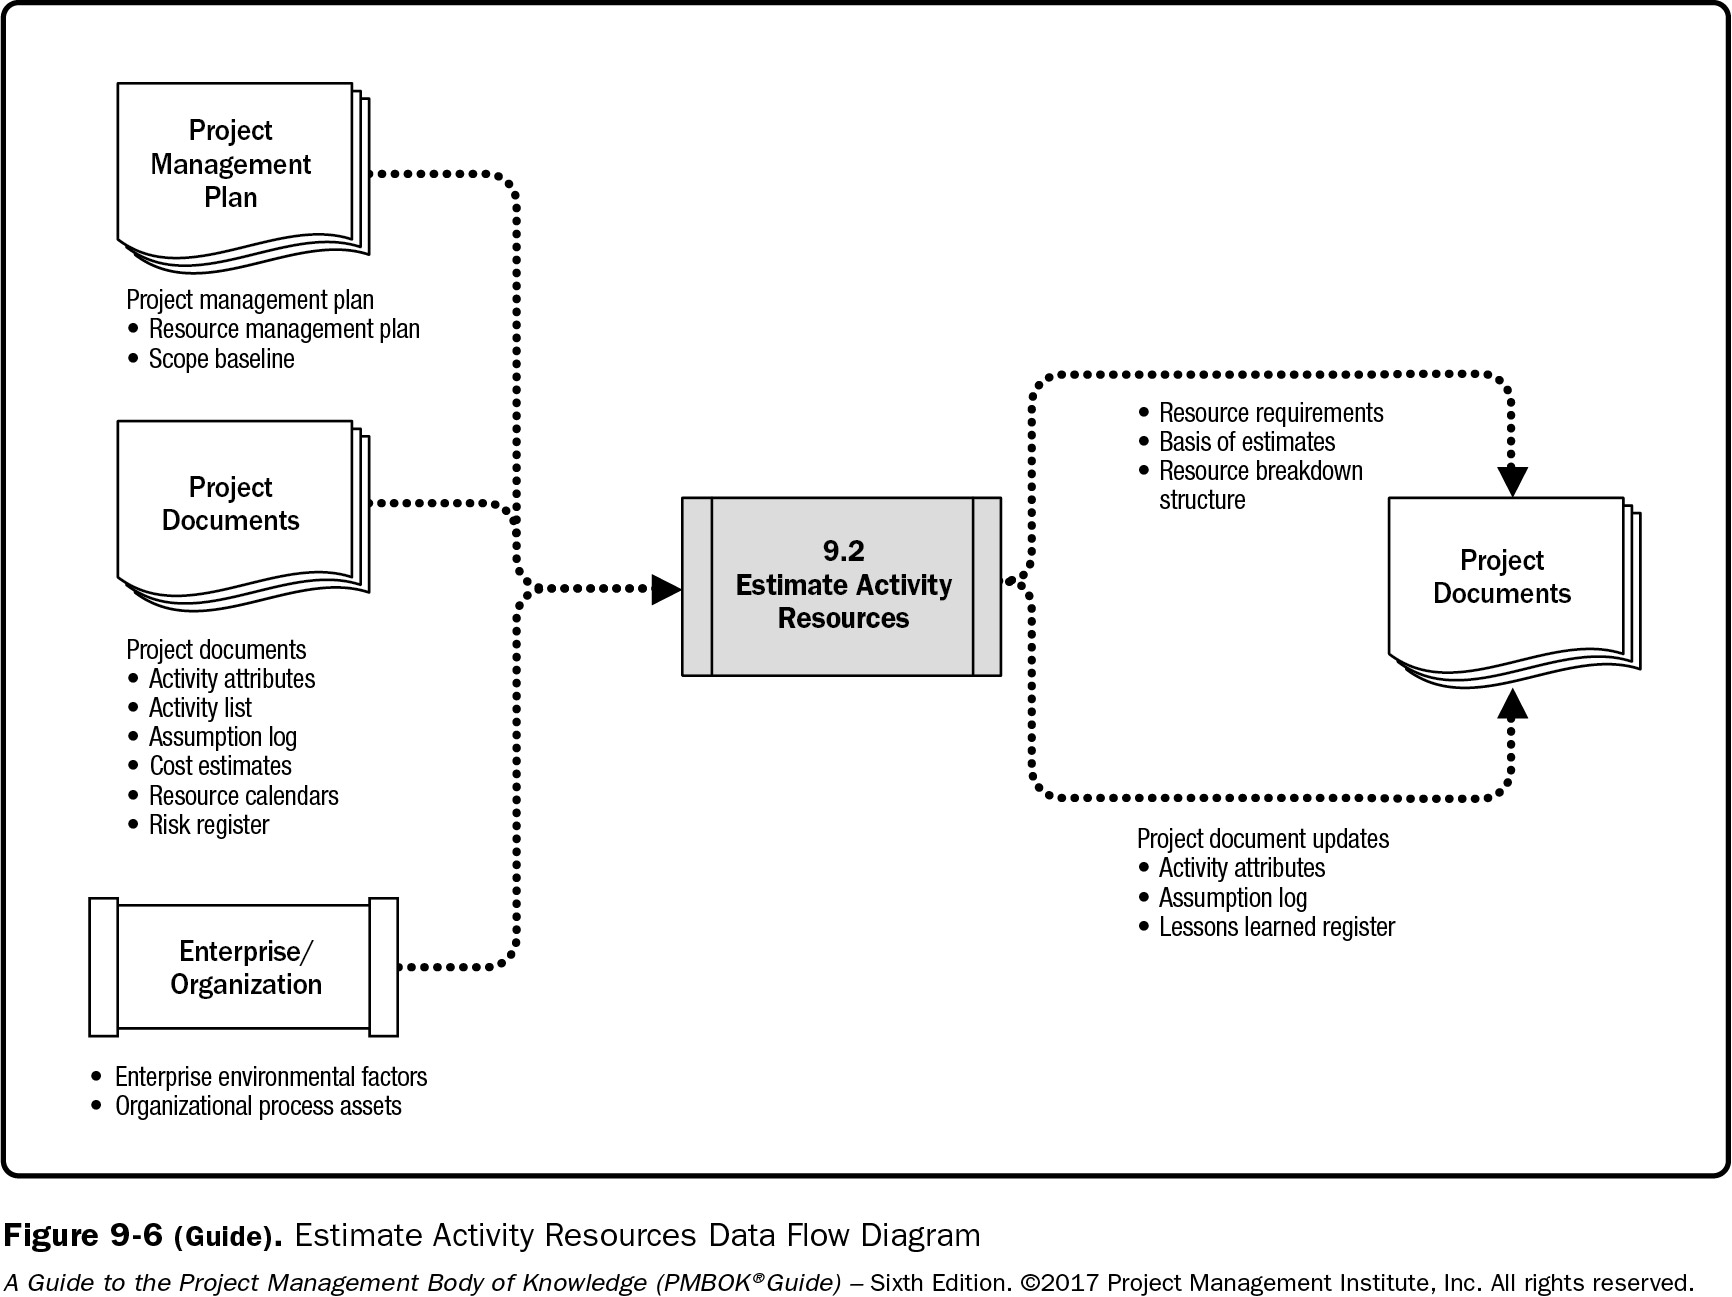 Project
Management
Plan
Project management plan
• Resource management plan
• Scope baseline
Project
Documents
Project documents
• Activity attributes
• Activity list
• Assumption log
• Cost estimates
• Resource calendars
• Risk register
Enterprise/
Organization
• Enterprise environmental factors
• Organizational process assets
9.2
Estimate Activity
Resources
• Resource requirements
• Basis of estimates
• Resource breakdown
structure
Project
Documents
Project document updates
• Activity attributes
• Assumption log
• Lessons learned register
Figure 9-6 (Guide). Estimate Activity Resources Data Flow Diagram
A Guide to the Project Management Body of Knowledge (PMBOK®Guide) – Sixth Edition. ©2017 Project Management Institute, Inc. All rights reserved.